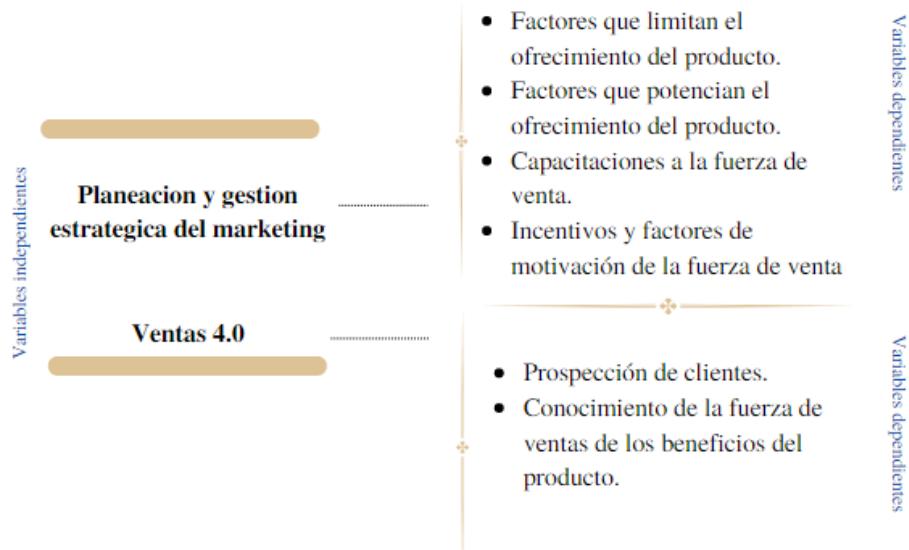 Variables independientes
Planeacion y gestion
estrategica del marketing
Ventas 4.0
• Factores que limitan el
ofrecimiento del producto.
• Factores que potencian el
ofrecimiento del producto.
• Capacitaciones a la fuerza de
venta.
• Incentivos y factores de
motivación de la fuerza de venta
Variables dependientes
• Prospección de clientes.
• Conocimiento de la fuerza de
ventas de los beneficios del
producto.
Variables dependientes